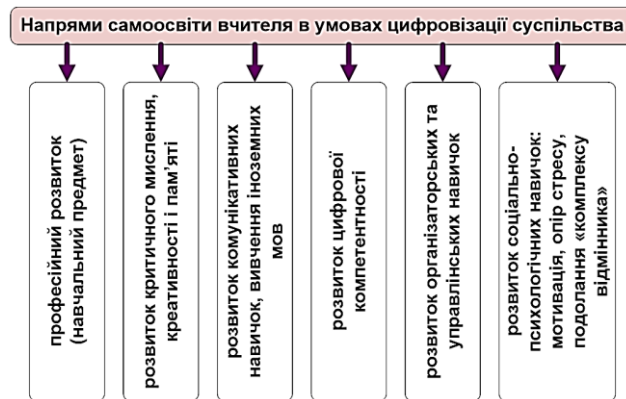 Напрями самоосвіти вчителя в умовах цифровізації суспільства
професійний розвиток
(навчальний предмет)
розвиток критичного мислення,
креативності і пам’яті
розвиток комунікативних
навичок, вивчення іноземних
мов
розвиток цифрової
компетентності
розвиток організаторських та
управлінських навичок
розвиток соціально-
психологічних навичок:
мотивація, опір стресу,
подолання «комплексу
відмінника»